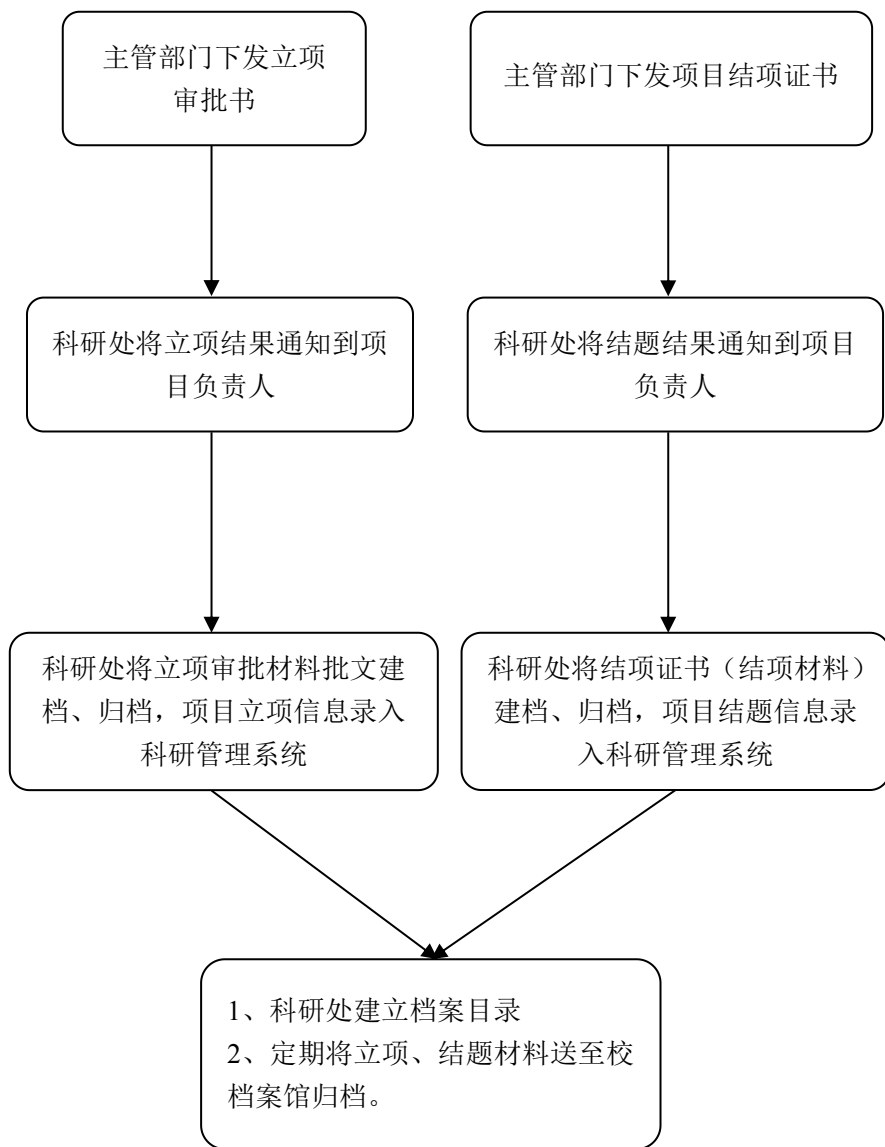 主管部门下发立项
审批书
主管部门下发项目结项证书
科研处将立项结果通知到项
目负责人
科研处将结题结果通知到项目
负责人
科研处将立项审批材料批文建
档、归档，项目立项信息录入
科研管理系统
科研处将结项证书（结项材料）
建档、归档，项目结题信息录
入科研管理系统
1、科研处建立档案目录
2、定期将立项、结题材料送至校
档案馆归档。